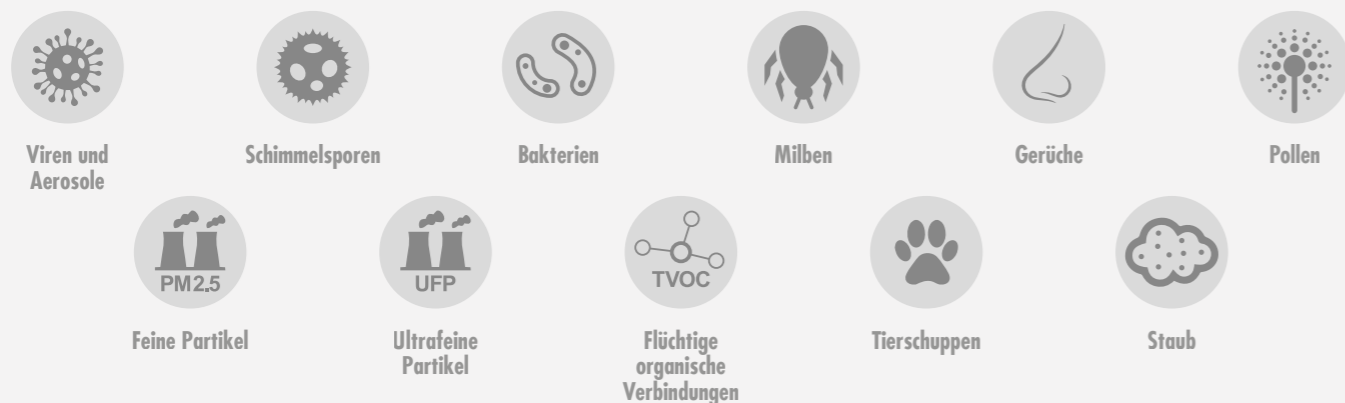 Viren und
Aerosole
Schimmelsporen
Bakterien
Milben
Gerüche
Pollen
PM2.5
Feine Partikel
UFP
Ultrafeine
Partikel
TVOC
Flüchtige
organische
Verbindungen
Tierschuppen
Staub